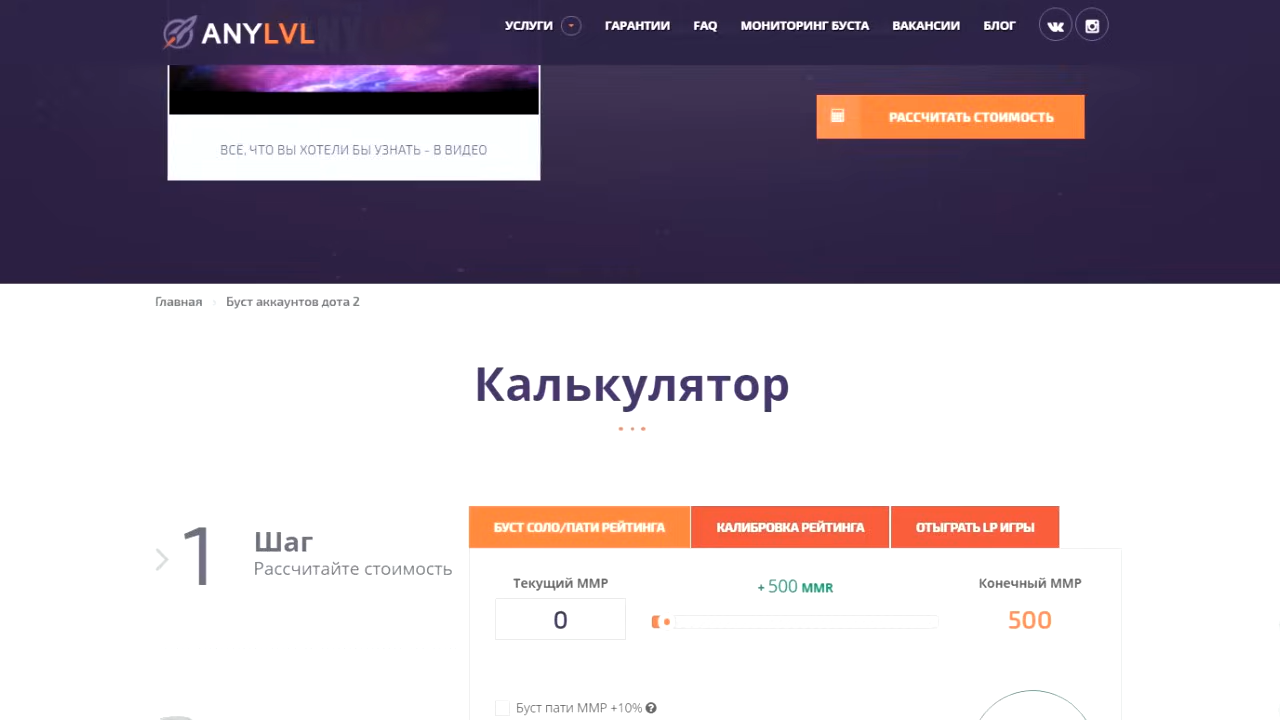 ANYLVL
УСЛУГИ
ГАРАНТИИ
FAQ
МОНИТОРИНГ БУСТА
ВАКАНСИИ
БЛОГ
РАССЧИТАТЬ СТОИМОСТЬ
ВСЁ, ЧТО ВЫ ХОТЕЛИ БЫ УЗНАТЬ - В ВИДЕО
Главная
Буст аккаунтов дота 2
Калькулятор
1
Шаг
Рассчитайте стоимость
БУСТ СОЛО/ПАТИ РЕЙТИНГА
КАЛИБРОВКА РЕЙТИНГА
ОТЫГРАТЬ LP ИГРЫ
Текущий ММР
+ 500 MMR
Конечный ММР
0
500
Буст пати ММР +10%